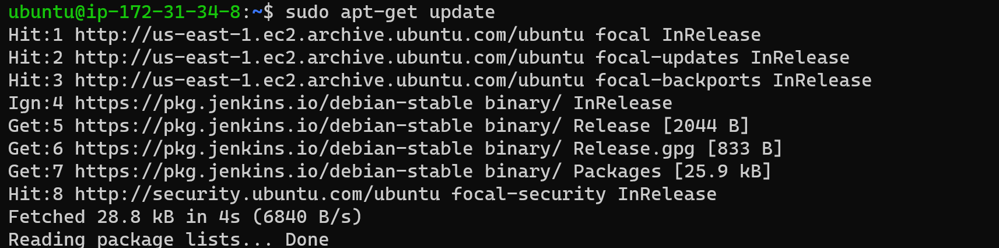 ubuntu@ip-172-31-34-8:~$ sudo apt-get update
Hit:1 http://us-east-1.ec2.archive.ubuntu.com/ubuntu focal InRelease
Hit:2 http://us-east-1.ec2.archive.ubuntu.com/ubuntu focal-updates InRelease
Hit:3 http://us-east-1.ec2.archive.ubuntu.com/ubuntu focal-backports InRelease
Ign:4 https://pkg.jenkins.io/debian-stable binary/ InRelease
Get:5 https://pkg.jenkins.io/debian-stable binary/ Release [2044 B]
Get:6 https://pkg.jenkins.io/debian-stable binary/ Release.gpg [833 B]
Get:7 https://pkg.jenkins.io/debian-stable binary/ Packages [25.9 kB]
Hit:8 http://security.ubuntu.com/ubuntu focal-security InRelease
Fetched 28.8 kB in 4s (6840 B/s)
Reading package lists... Done